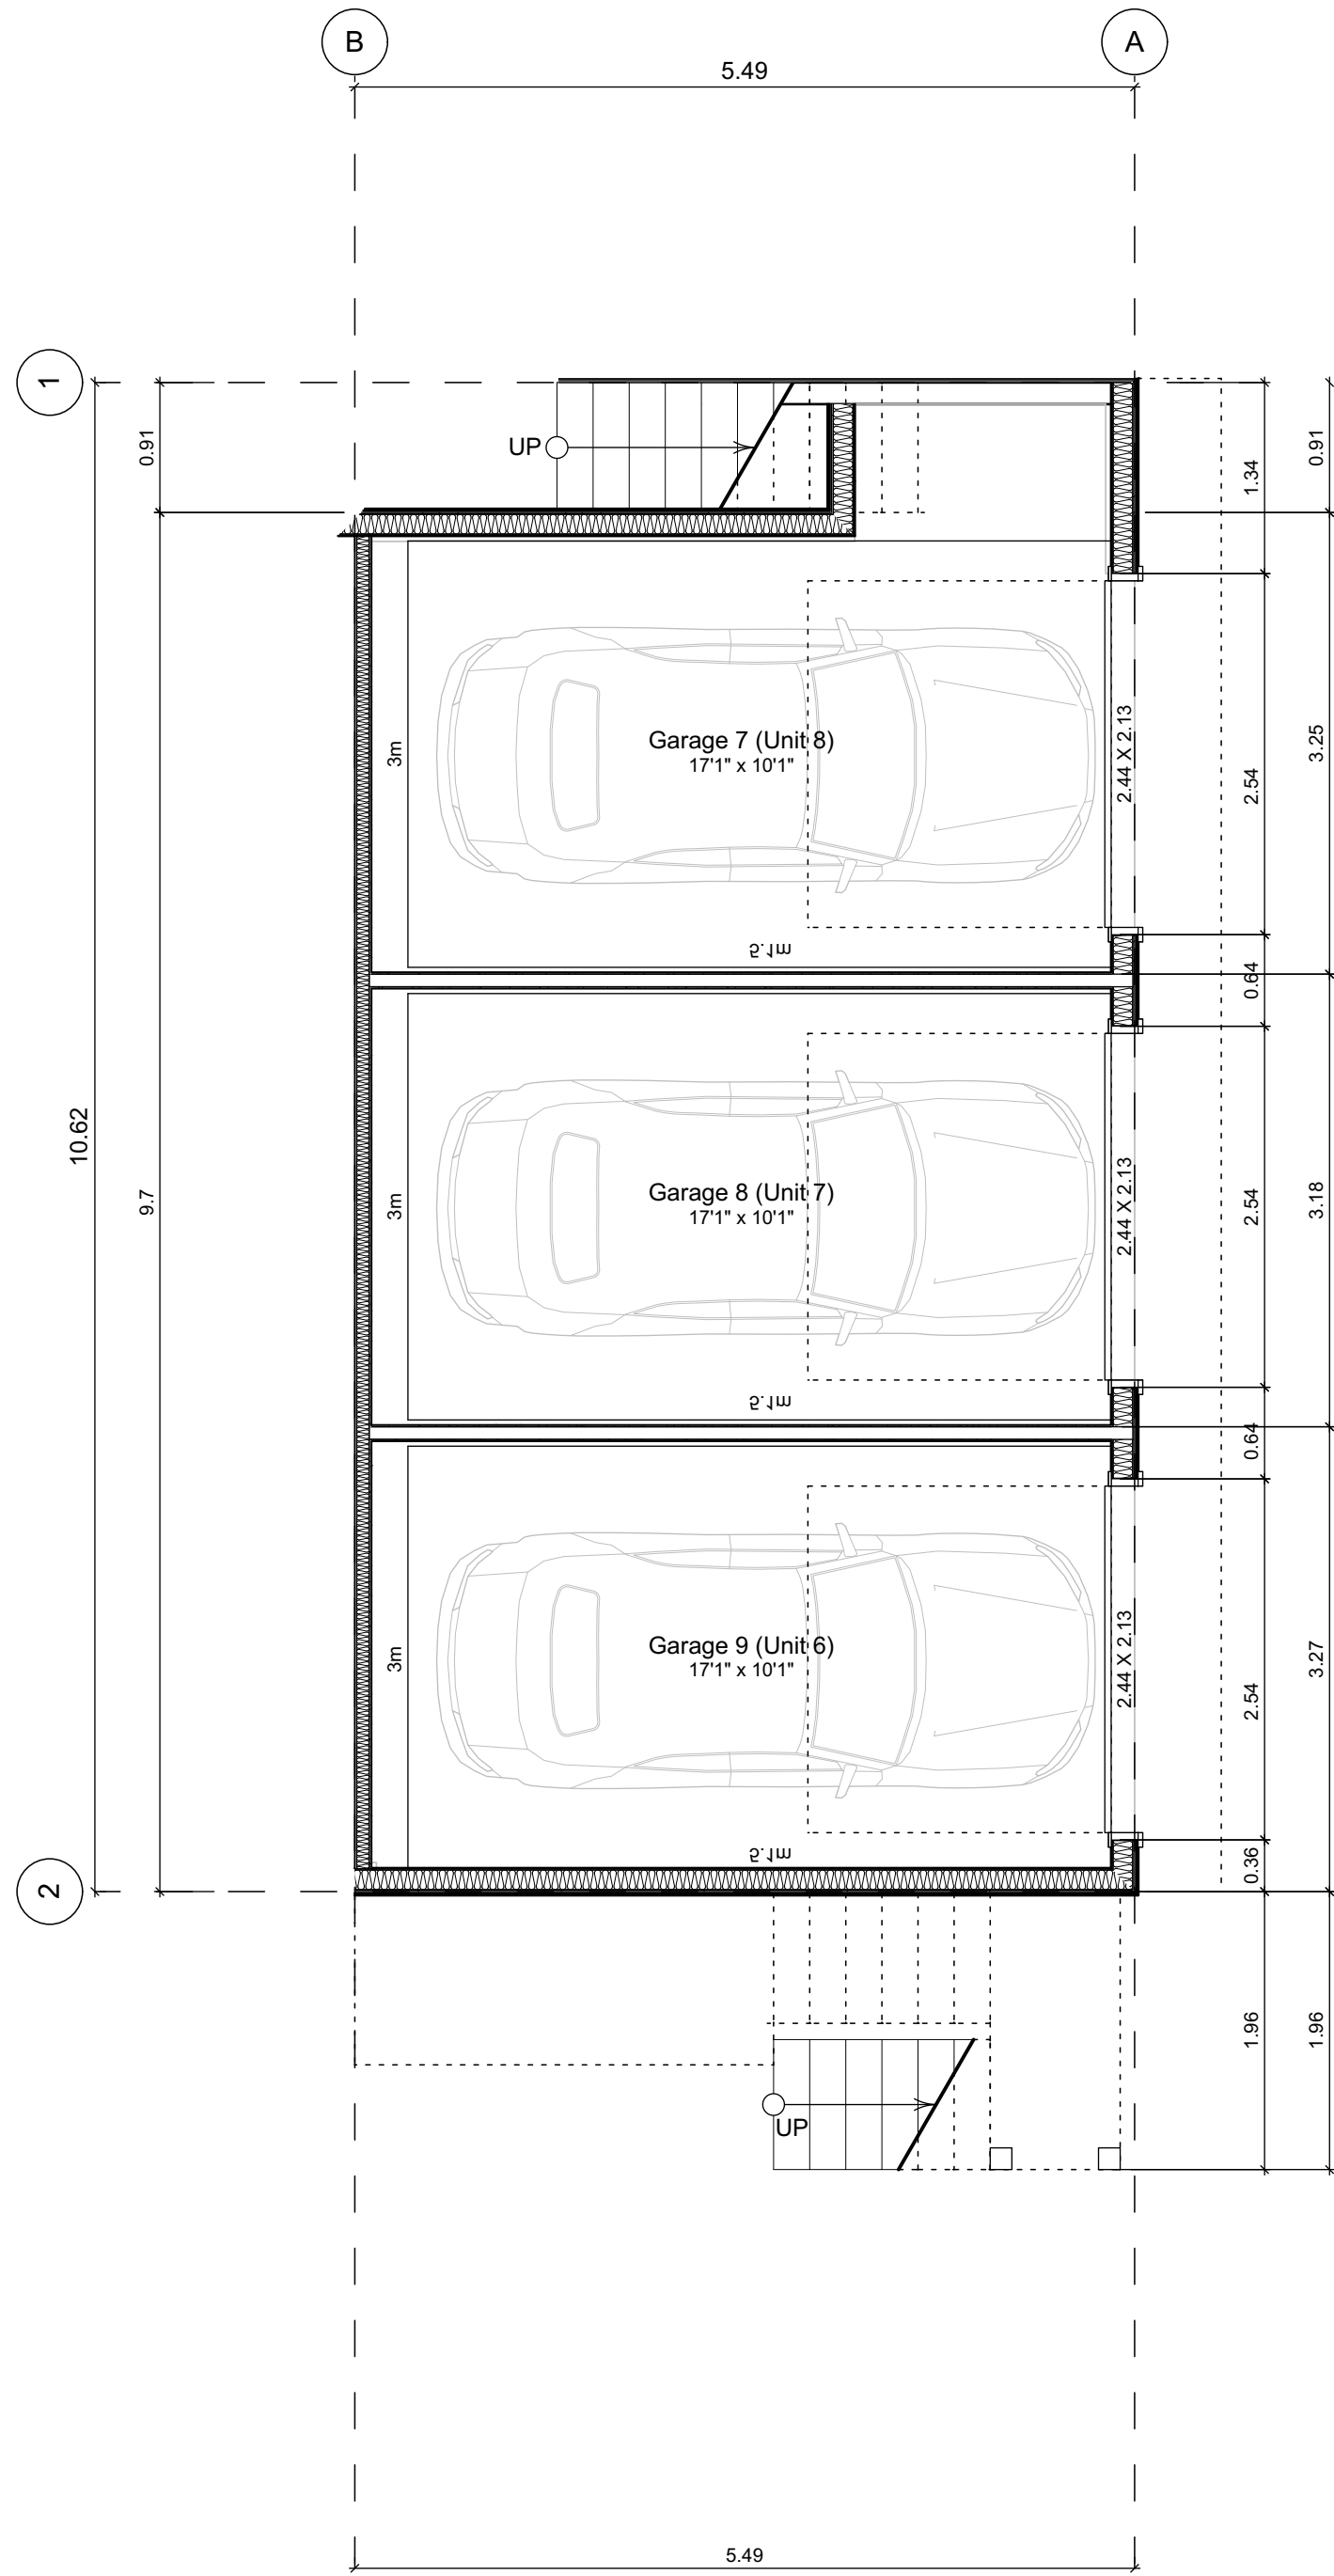 B
A
5.49
1
0.91
UP
1.34
0.91
3m
Garage 7 (Unit 8)
17'1" x 10'1"
2.44 X 2.13
2.54
3.25
5.1m
0.64
10.62
9.7
3m
Garage 8 (Unit 7)
17'1" x 10'1"
2.44 X 2.13
2.54
3.18
5.1m
0.64
3m
Garage 9 (Unit 6)
17'1" x 10'1"
2.44 X 2.13
2.54
3.27
5.1m
0.36
2
1.96
1.96
UP
5.49